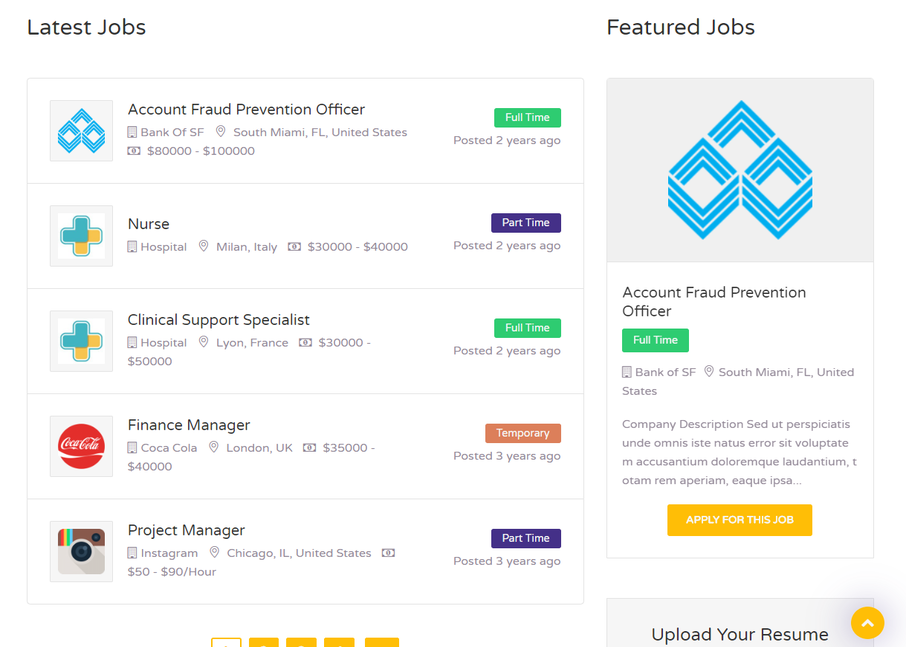 Latest Jobs
Account Fraud Prevention Officer
Bank Of SF South Miami, FL, United States
$80000 - $100000
Full Time
Posted 2 years ago
Nurse
Hospital Milan, Italy $30000 - $40000
Part Time
Posted 2 years ago
Clinical Support Specialist
Hospital Lyon, France $30000 -
$50000
Full Time
Posted 2 years ago
Coca-Cola
Finance Manager
Coca Cola London, UK $35000 -
$40000
Temporary
Posted 3 years ago
Project Manager
Instagram Chicago, IL, United States
$50 - $90/Hour
Part Time
Posted 3 years ago
Featured Jobs
Account Fraud Prevention
Officer
Full Time
Bank of SF South Miami, FL, United
States
Company Description Sed ut perspiciatis
unde omnis iste natus error sit voluptate
m accusantium doloremque laudantium, t
otam rem aperiam, eaque ipsa...
APPLY FOR THIS JOB
Upload Your Resume